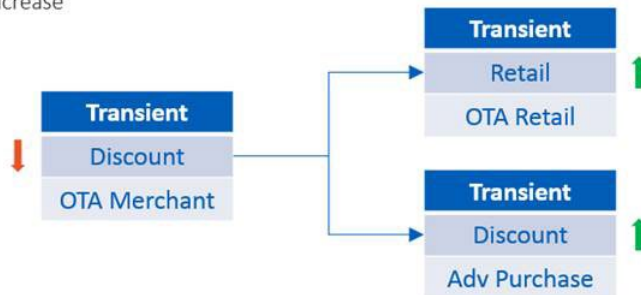 Transient
Discount
OTA Merchant
Transient
Retail
OTA Retail
Transient
Discount
Adv Purchase